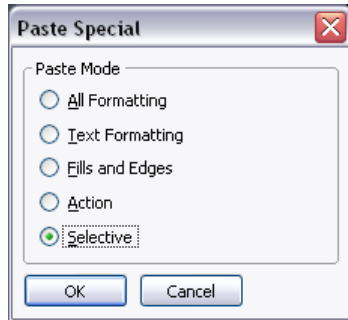 Paste Special
Paste Mode
All Formatting
Text Formatting
Fills and Edges
Action
Selective
OK Cancel